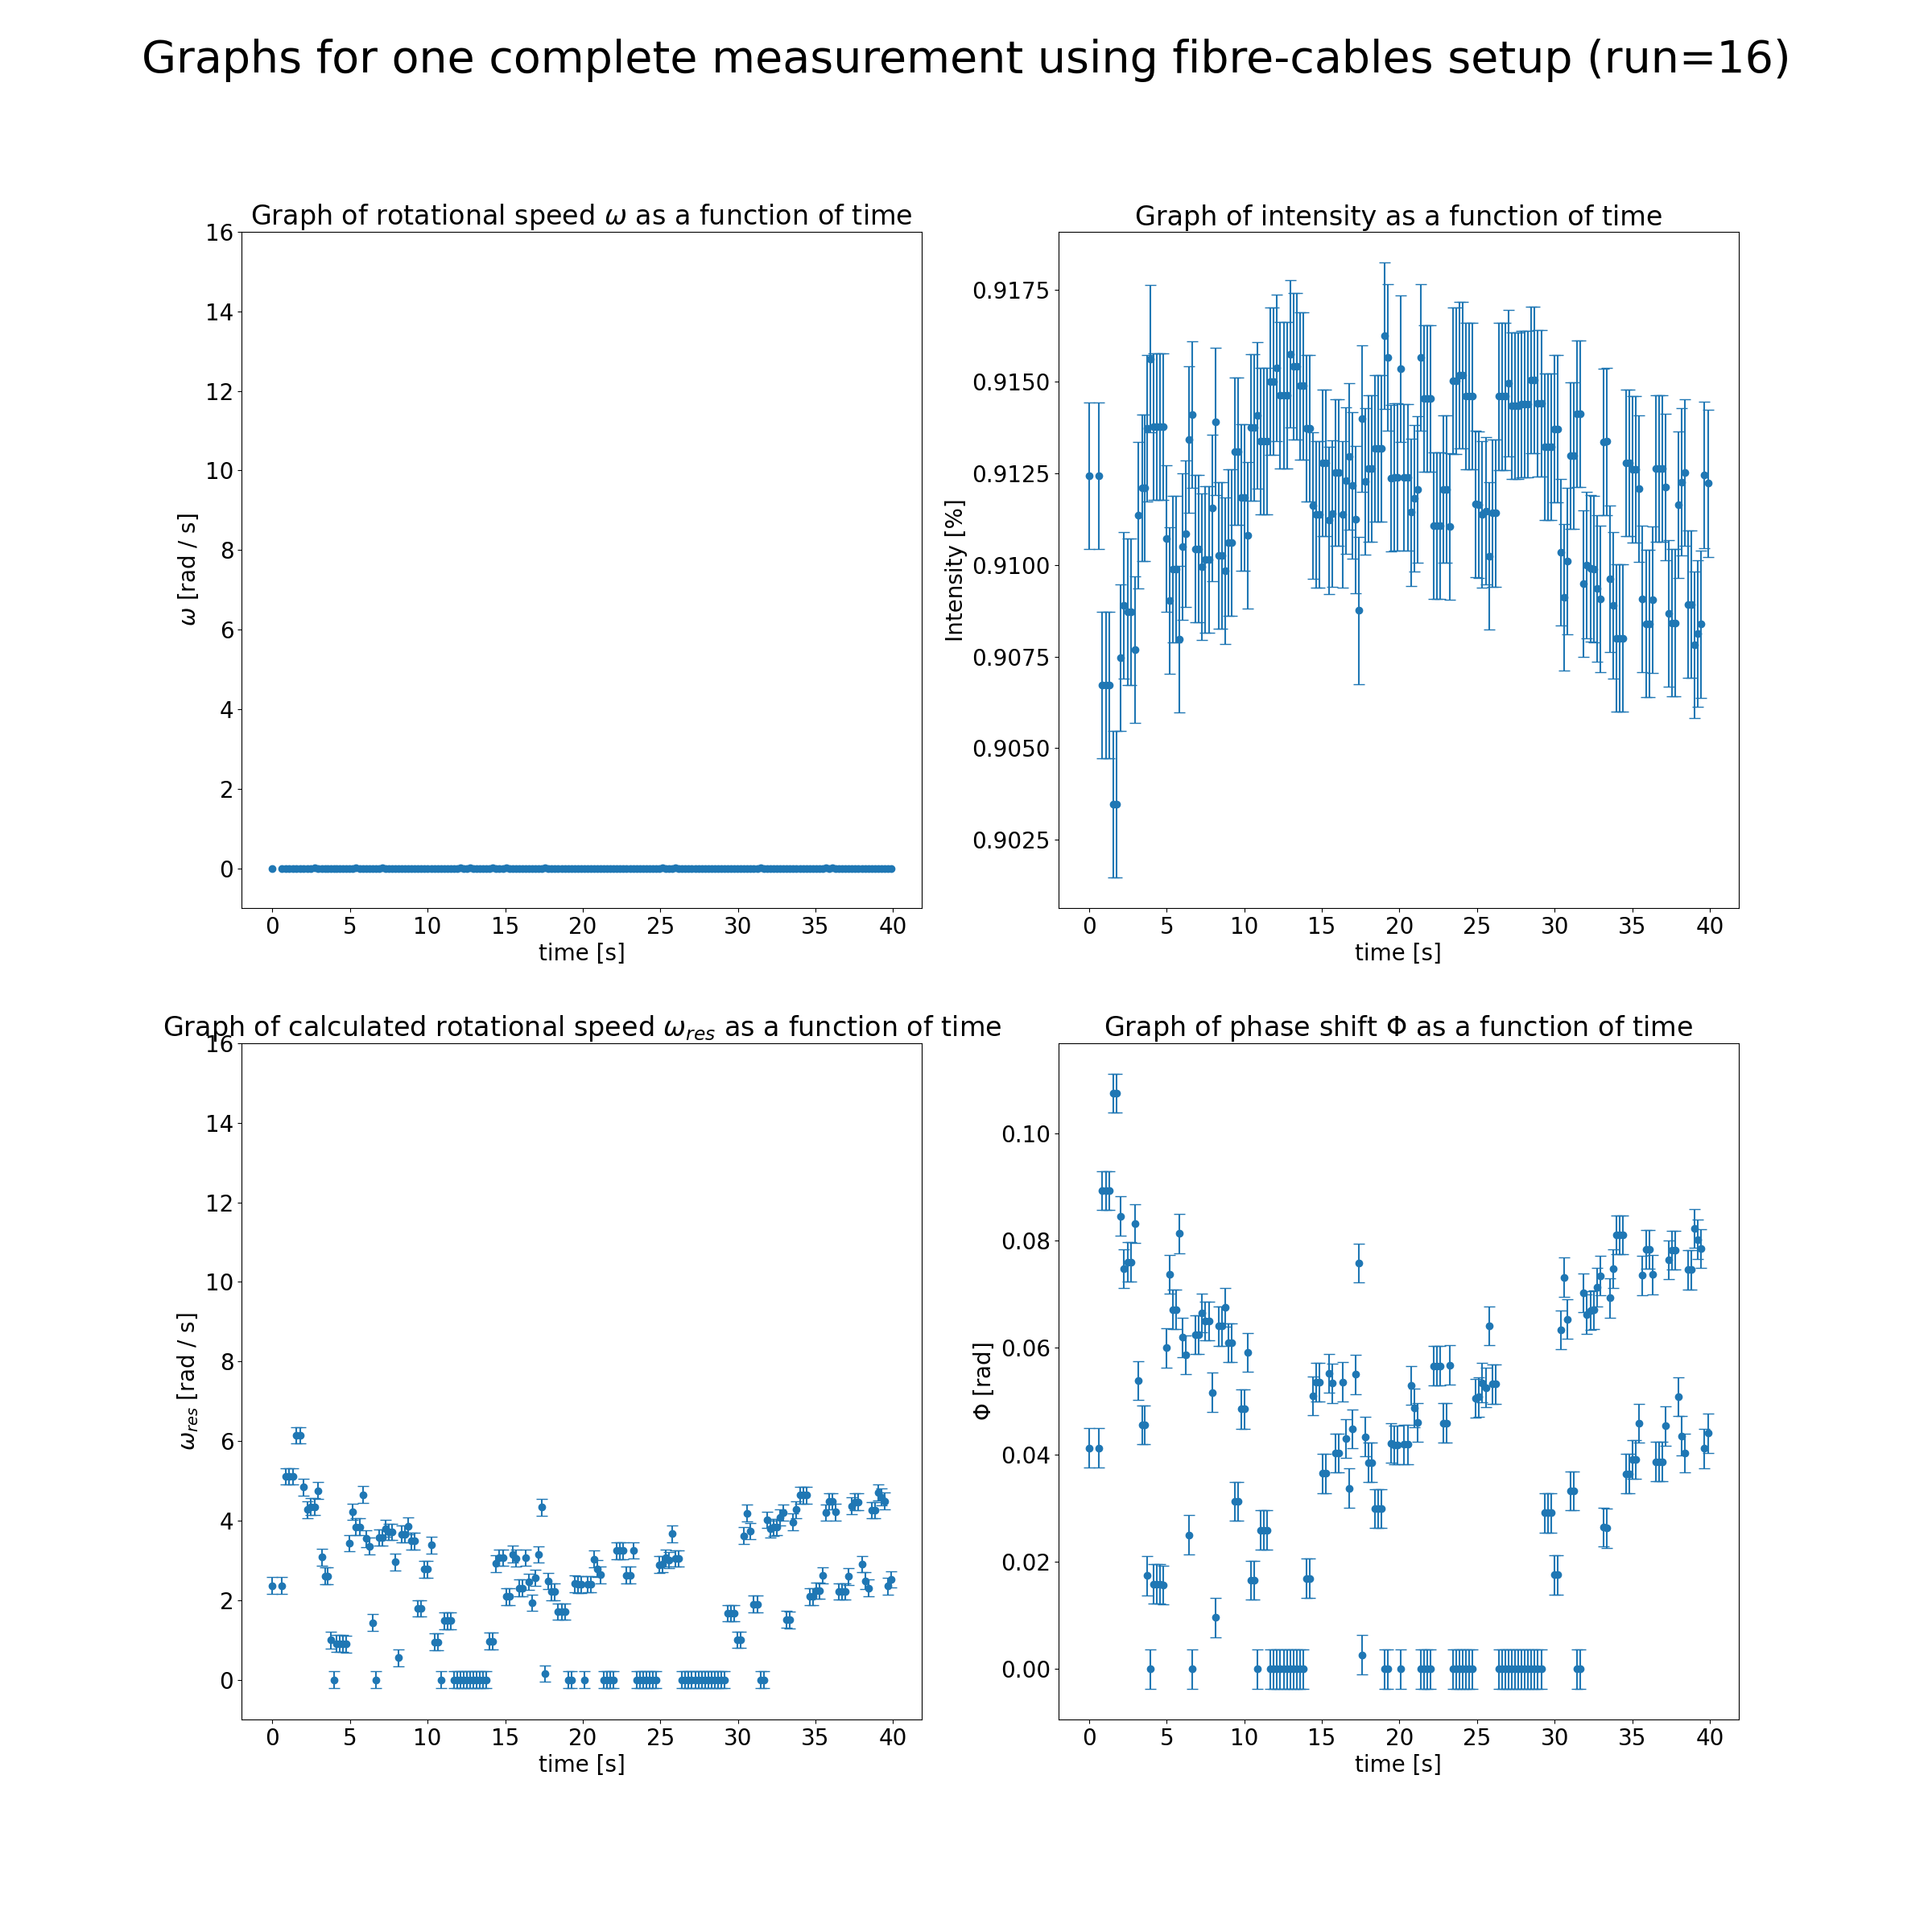 Graphs for one complete measurement using fibre-cables setup (run=16)
Graph of rotational speed ω as a function of time
16
14
12
10
8
6
4
2
0
ω [rad / s]
0 5 10 15 20 25 30 35 40
time [s]
Graph of intensity as a function of time
0.9175
0.9150
0.9125
0.9100
0.9075
0.9050
0.9025
Intensity [%]
0 5 10 15 20 25 30 35 40
time [s]
Graph of calculated rotational speed ω_res as a function of time
16
14
12
10
8
6
4
2
0
ω_res [rad / s]
0 5 10 15 20 25 30 35 40
time [s]
Graph of phase shift Φ as a function of time
0.10
0.08
0.06
0.04
0.02
0.00
Φ [rad]
0 5 10 15 20 25 30 35 40
time [s]